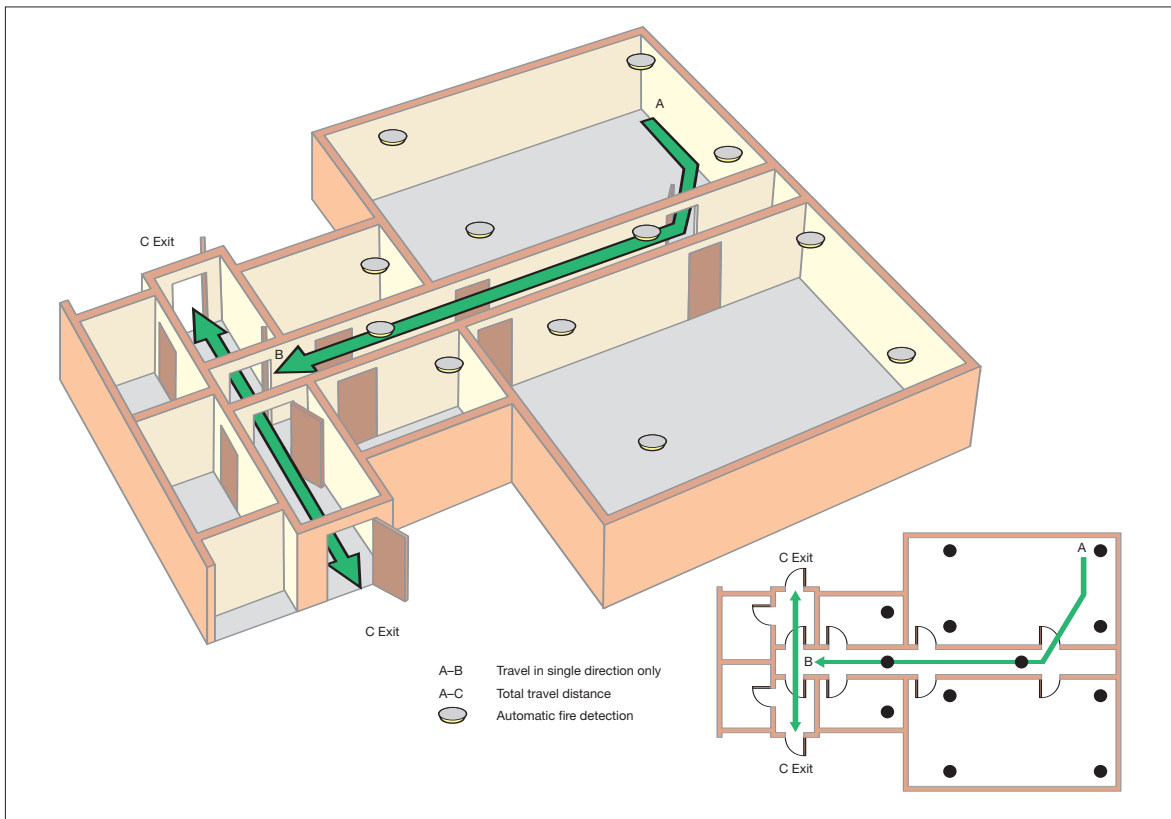 A
C Exit
B
C Exit
A–B Travel in single direction only
A–C Total travel distance
Automatic fire detection
C Exit
A
B
C Exit